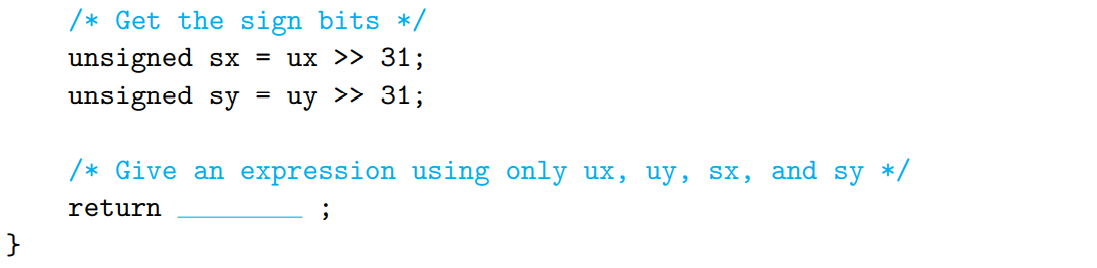 /* Get the sign bits */
unsigned sx = ux >> 31;
unsigned sy = uy >> 31;
/* Give an expression using only ux, uy, sx, and sy */
return ________ ;
}